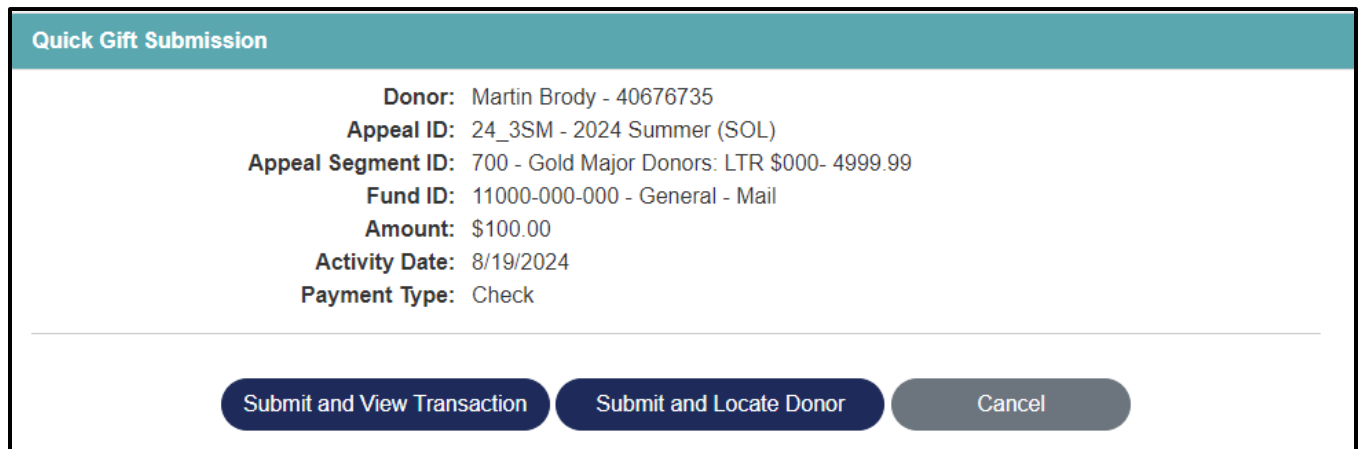 Quick Gift Submission
Donor: Martin Brody - 40676735
Appeal ID: 24_3SM - 2024 Summer (SOL)
Appeal Segment ID: 700 - Gold Major Donors: LTR $000- 4999.99
Fund ID: 11000-000-000 - General - Mail
Amount: $100.00
Activity Date: 8/19/2024
Payment Type: Check
Submit and View Transaction Submit and Locate Donor Cancel